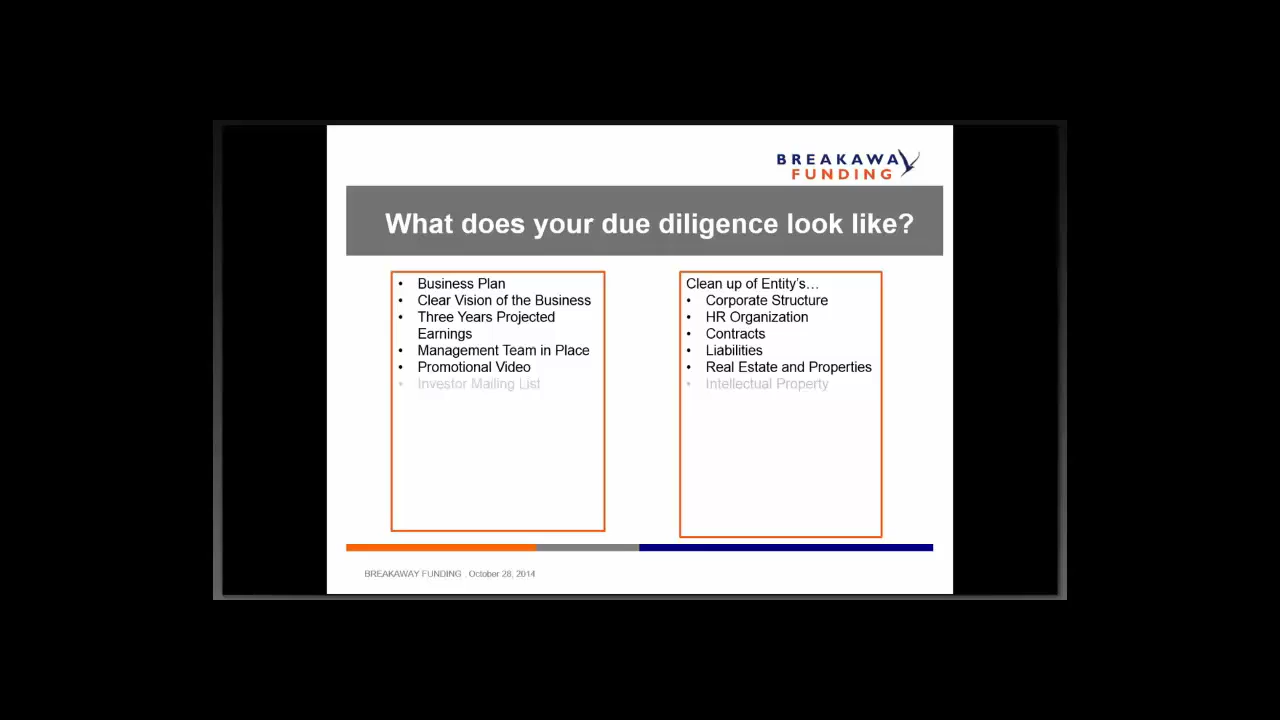 BREAKAWAY
FUNDING
What does your due diligence look like?
• Business Plan
• Clear Vision of the Business
• Three Years Projected
Earnings
• Management Team in Place
• Promotional Video
• Investor Mailing List
Clean up of Entity's…
• Corporate Structure
• HR Organization
• Contracts
• Liabilities
• Real Estate and Properties
• Intellectual Property
BREAKAWAY FUNDING . October 28, 2014